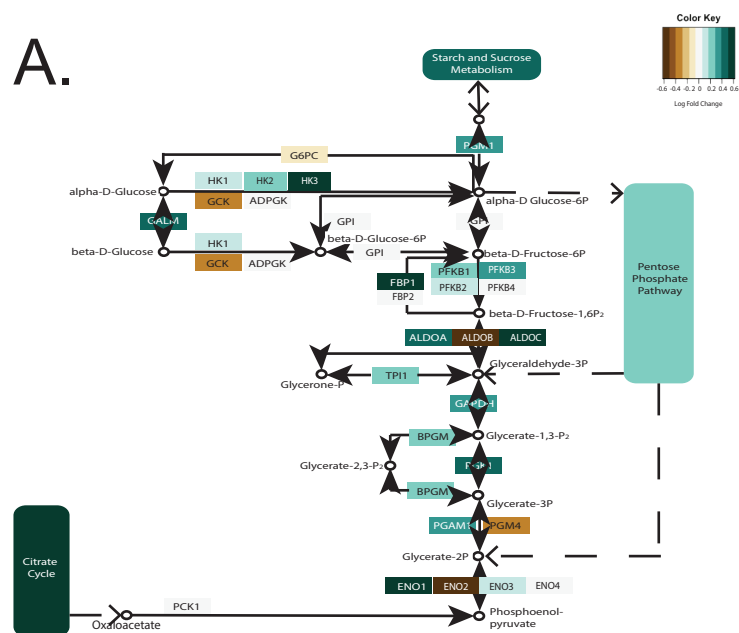 A.
Color Key
-0.6 -0.4 -0.2 0 0.2 0.4 0.6
Log Fold Change
Starch and Sucrose
Metabolism
PGM1
G6PC
HK1 HK2 HK3
alpha-D-Glucose
GCK ADPGK
alpha-D Glucose-6P
GALM
GPI GPI
HK1
beta-D-Glucose-6P
beta-D-Glucose
GPI
beta-D-Fructose-6P
GCK ADPGK
Pentose
Phosphate
Pathway
FBP1 PFKB1 PFKB3
FBP2 PFKB2 PFKB4
beta-D-Fructose-1,6P2
ALDOA ALDOB ALDOC
Glyceraldehyde-3P
TPI1
Glycerone-P
GAPDH
BPGM
Glycerate-1,3-P2
Glycerate-2,3-P2
PGK1
BPGM
Glycerate-3P
PGAM1 PGM4
Glycerate-2P
Citrate
Cycle
ENO1 ENO2 ENO3 ENO4
PCK1
Oxaloacetate
Phosphoenol-
pyruvate